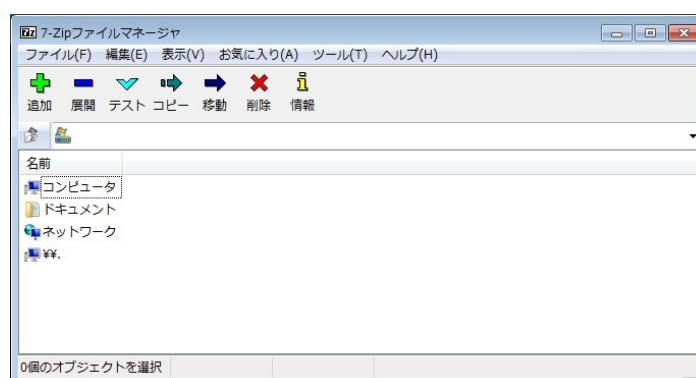 7z 7-Zipファイルマネージャ
ファイル(F) 編集(E) 表示(V) お気に入り(A) ツール(T) ヘルプ(H)
追加 展開 テスト コピー 移動 削除 情報
名前
コンピュータ
ドキュメント
ネットワーク
¥¥.
0個のオブジェクトを選択